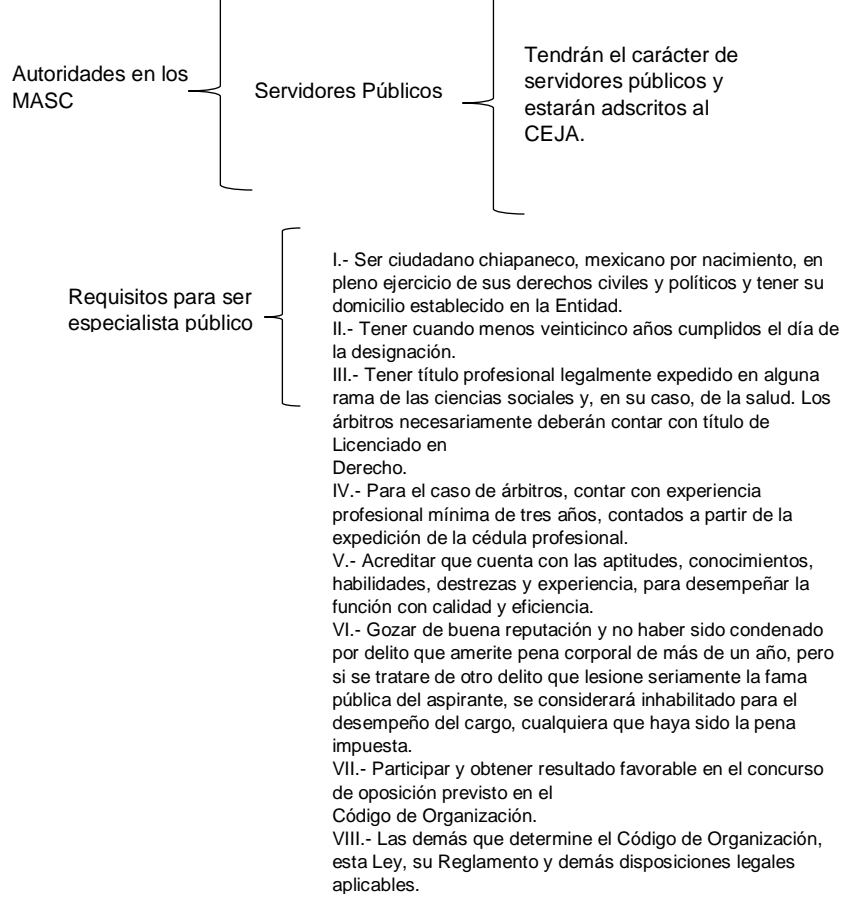 Autoridades en los
MASC
Servidores Públicos
Tendrán el carácter de
servidores públicos y
estarán adscritos al
CEJA.
Requisitos para ser
especialista público
I.- Ser ciudadano chiapaneco, mexicano por nacimiento, en
pleno ejercicio de sus derechos civiles y políticos y tener su
domicilio establecido en la Entidad.
II.- Tener cuando menos veinticinco años cumplidos el día de
la designación.
III.- Tener título profesional legalmente expedido en alguna
rama de las ciencias sociales y, en su caso, de la salud. Los
árbitros necesariamente deberán contar con título de
Licenciado en
Derecho.
IV.- Para el caso de árbitros, contar con experiencia
profesional mínima de tres años, contados a partir de la
expedición de la cédula profesional.
V.- Acreditar que cuenta con las aptitudes, conocimientos,
habilidades, destrezas y experiencia, para desempeñar la
función con calidad y eficiencia.
VI.- Gozar de buena reputación y no haber sido condenado
por delito que amerite pena corporal de más de un año, pero
si se tratare de otro delito que lesione seriamente la fama
pública del aspirante, se considerará inhabilitado para el
desempeño del cargo, cualquiera que haya sido la pena
impuesta.
VII.- Participar y obtener resultado favorable en el concurso
de oposición previsto en el
Código de Organización.
VIII.- Las demás que determine el Código de Organización,
esta Ley, su Reglamento y demás disposiciones legales
aplicables.